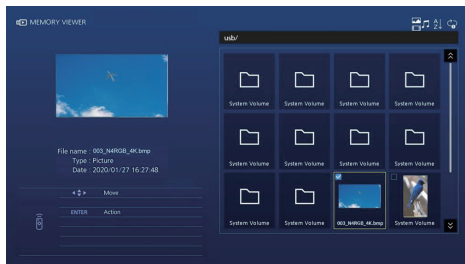 MEMORY VIEWER
usb/
System Volume System Volume System Volume System Volume
System Volume System Volume System Volume System Volume
System Volume System Volume 003_N4RGB_4K.bmp System Volume
File name : 003_N4RGB_4K.bmp
Type : Picture
Date : 2020/01/27 16:27:48
Move
ENTER Action